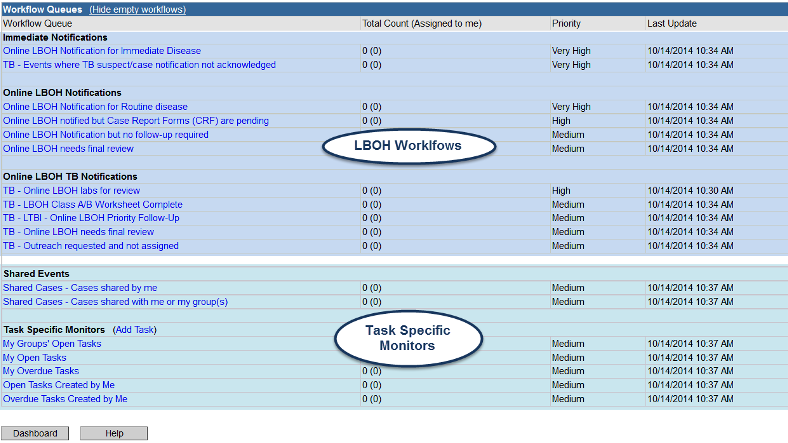 Workflow Queues (Hide empty workflows)
Workflow Queue Total Count (Assigned to me) Priority Last Update
Immediate Notifications
Online LBOH Notification for Immediate Disease 0 (0) Very High 10/14/2014 10:34 AM
TB - Events where TB suspect/case notification not acknowledged 0 (0) Very High 10/14/2014 10:34 AM
Online LBOH Notifications
Online LBOH Notification for Routine disease 0 (0) Very High 10/14/2014 10:34 AM
Online LBOH notified but Case Report Forms (CRF) are pending 0 (0) High 10/14/2014 10:34 AM
Online LBOH Notification but no follow-up required 0 (0) Medium 10/14/2014 10:34 AM
Online LBOH needs final review 0 (0) Medium 10/14/2014 10:34 AM
LBOH Worklfows
Online LBOH TB Notifications
TB - Online LBOH labs for review 0 (0) High 10/14/2014 10:30 AM
TB - LBOH Class A/B Worksheet Complete 0 (0) Medium 10/14/2014 10:34 AM
TB - LTBI - Online LBOH Priority Follow-Up 0 (0) Medium 10/14/2014 10:34 AM
TB - Online LBOH needs final review 0 (0) Medium 10/14/2014 10:34 AM
TB - Outreach requested and not assigned 0 (0) Medium 10/14/2014 10:34 AM
Shared Events
Shared Cases - Cases shared by me 0 (0) Medium 10/14/2014 10:37 AM
Shared Cases - Cases shared with me or my group(s) 0 (0) Medium 10/14/2014 10:37 AM
Task Specific Monitors (Add Task)
Task Specific
Monitors
My Groups' Open Tasks 0 (0) Medium 10/14/2014 10:37 AM
My Open Tasks 0 (0) Medium 10/14/2014 10:37 AM
My Overdue Tasks 0 (0) Medium 10/14/2014 10:37 AM
Open Tasks Created by Me 0 (0) Medium 10/14/2014 10:37 AM
Overdue Tasks Created by Me 0 (0) Medium 10/14/2014 10:37 AM
Dashboard Help